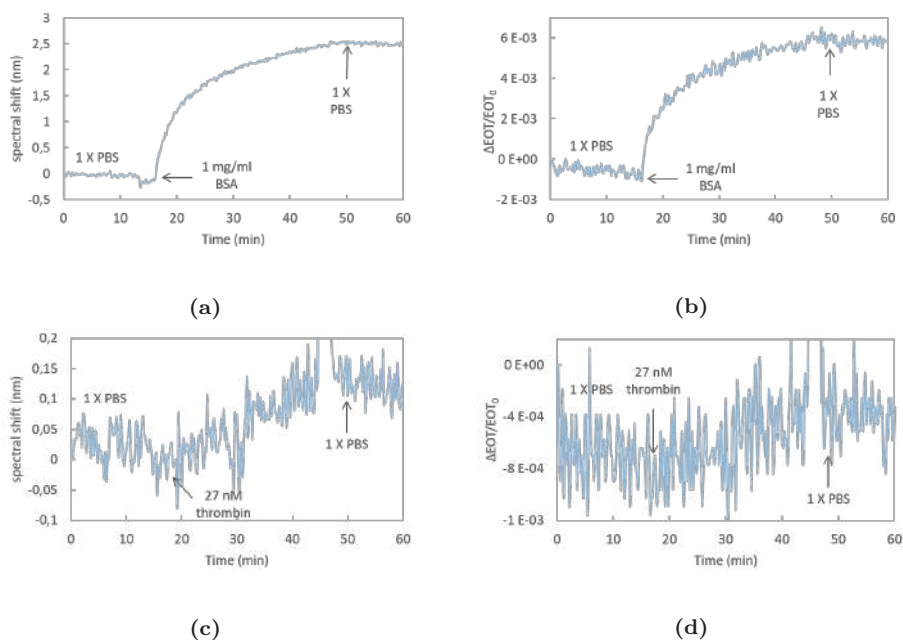 3
2,5
2
1,5
1
0,5
0
-0,5
spectral shift (nm)
1 X PBS
1 mg/ml
BSA
1 X
PBS
0 10 20 30 40 50 60
Time (min)
(a)
6 E-03
4 E-03
2 E-03
0 E+00
-2 E-03
ΔEOT/EOT₀
1 X PBS
1 mg/ml
BSA
1 X
PBS
0 10 20 30 40 50 60
Time (min)
(b)
0,2
0,15
0,1
0,05
0
-0,05
-0,1
spectral shift (nm)
1 X PBS
27 nM
thrombin
1 X PBS
0 10 20 30 40 50 60
Time (min)
(c)
0 E+00
-4 E-04
-8 E-04
-1 E-03
ΔEOT/EOT₀
1 X PBS
27 nM
thrombin
1 X PBS
0 10 20 30 40 50 60
Time (min)
(d)